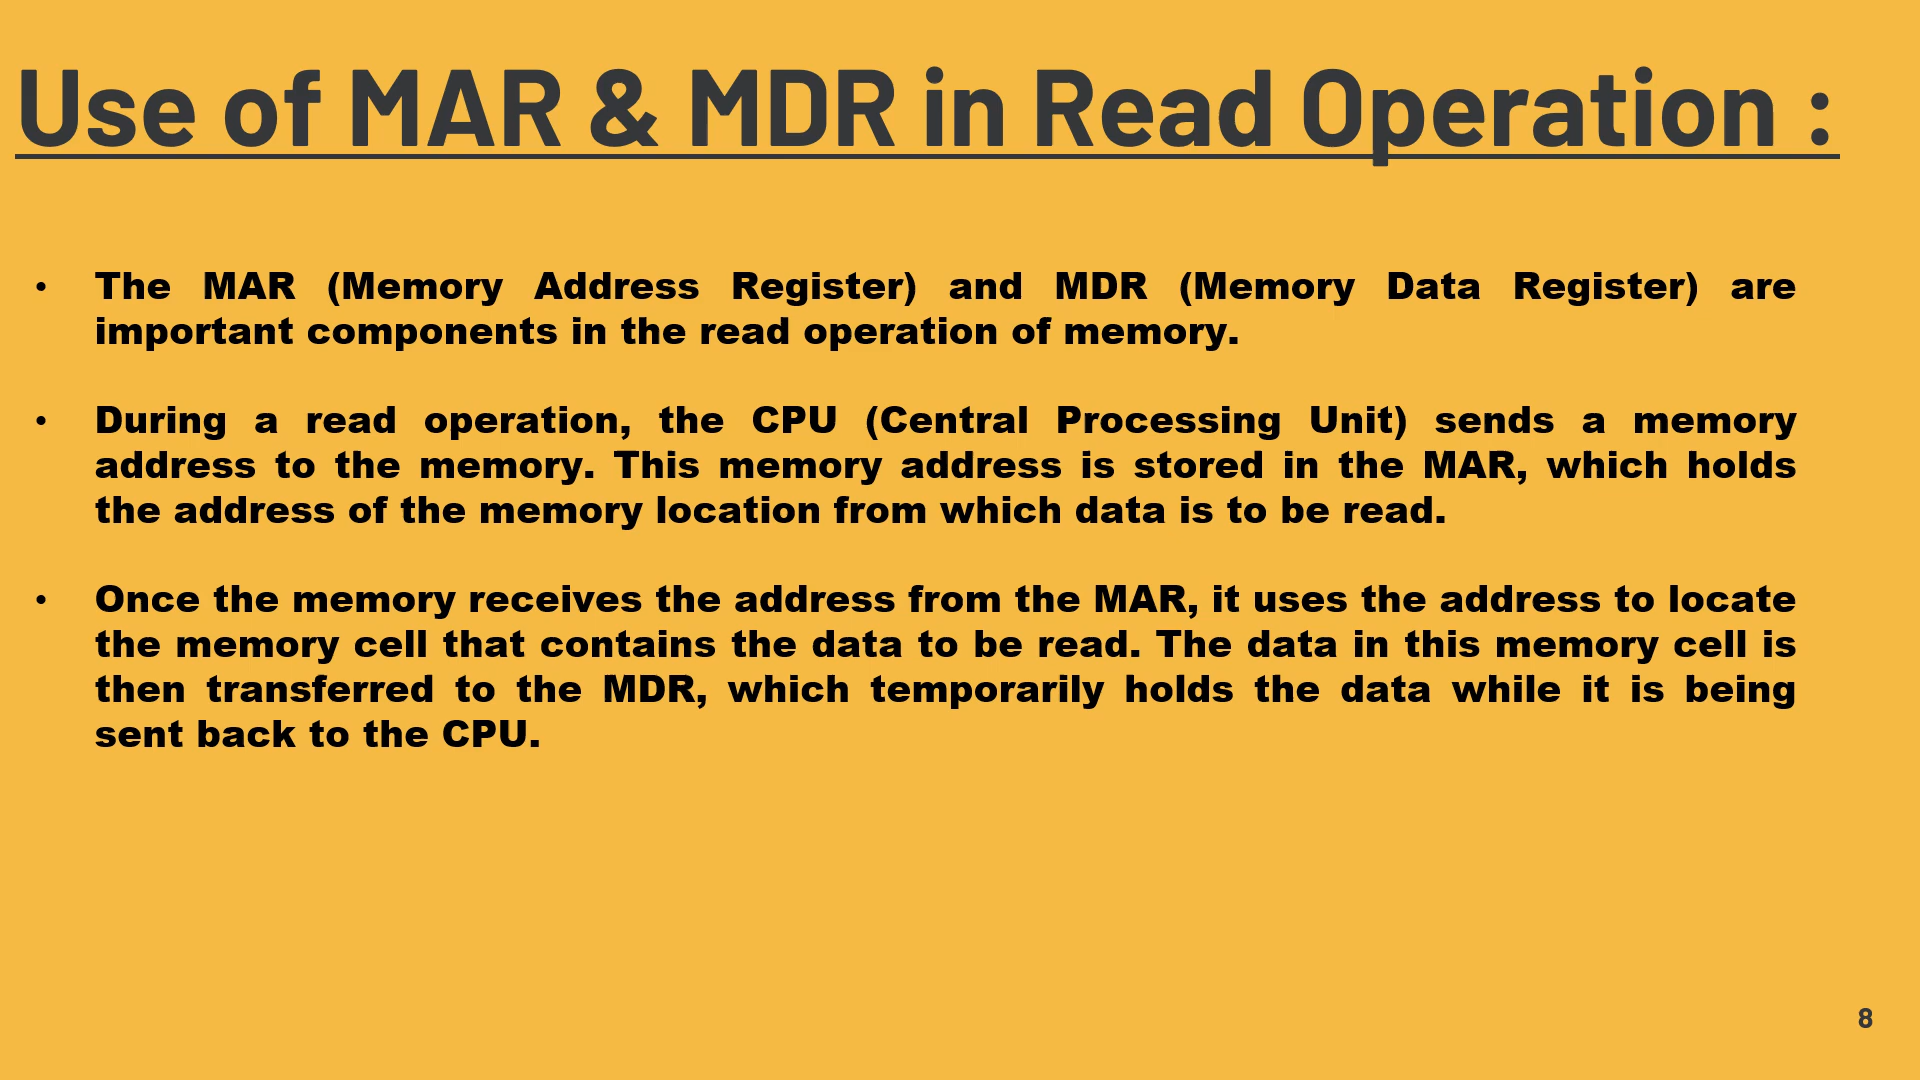 Use of MAR & MDR in Read Operation :
• The MAR (Memory Address Register) and MDR (Memory Data Register) are
important components in the read operation of memory.
• During a read operation, the CPU (Central Processing Unit) sends a memory
address to the memory. This memory address is stored in the MAR, which holds
the address of the memory location from which data is to be read.
• Once the memory receives the address from the MAR, it uses the address to locate
the memory cell that contains the data to be read. The data in this memory cell is
then transferred to the MDR, which temporarily holds the data while it is being
sent back to the CPU.
8